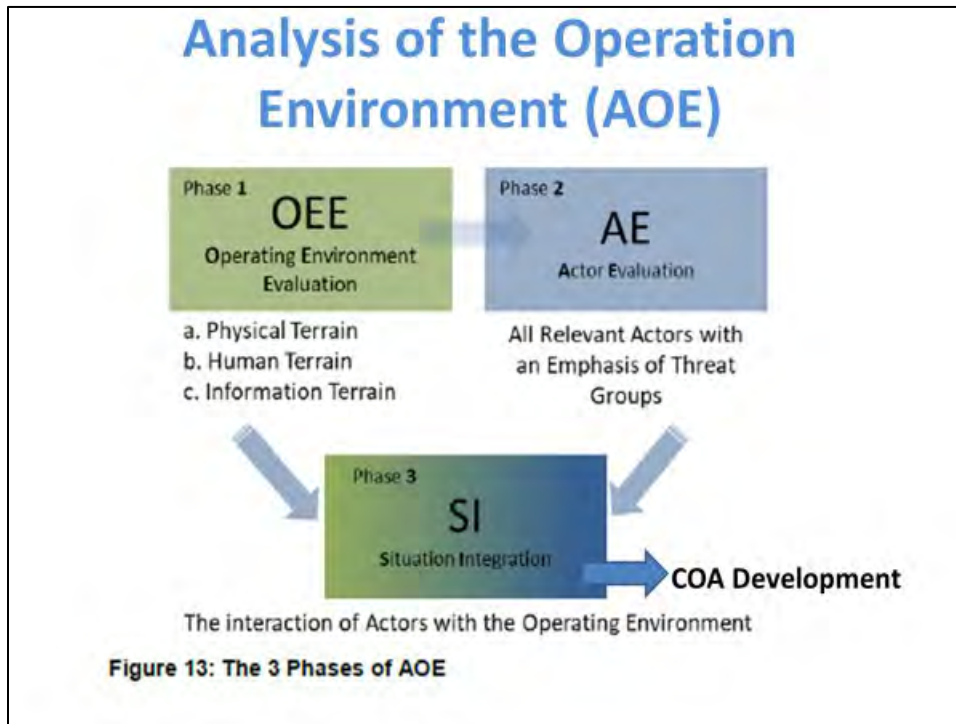 Analysis of the Operation
Environment (AOE)
Phase 1
OEE
Operating Environment
Evaluation
a. Physical Terrain
b. Human Terrain
c. Information Terrain
Phase 2
AE
Actor Evaluation
All Relevant Actors with
an Emphasis of Threat
Groups
Phase 3
SI
Situation Integration
COA Development
The interaction of Actors with the Operating Environment
Figure 13: The 3 Phases of AOE